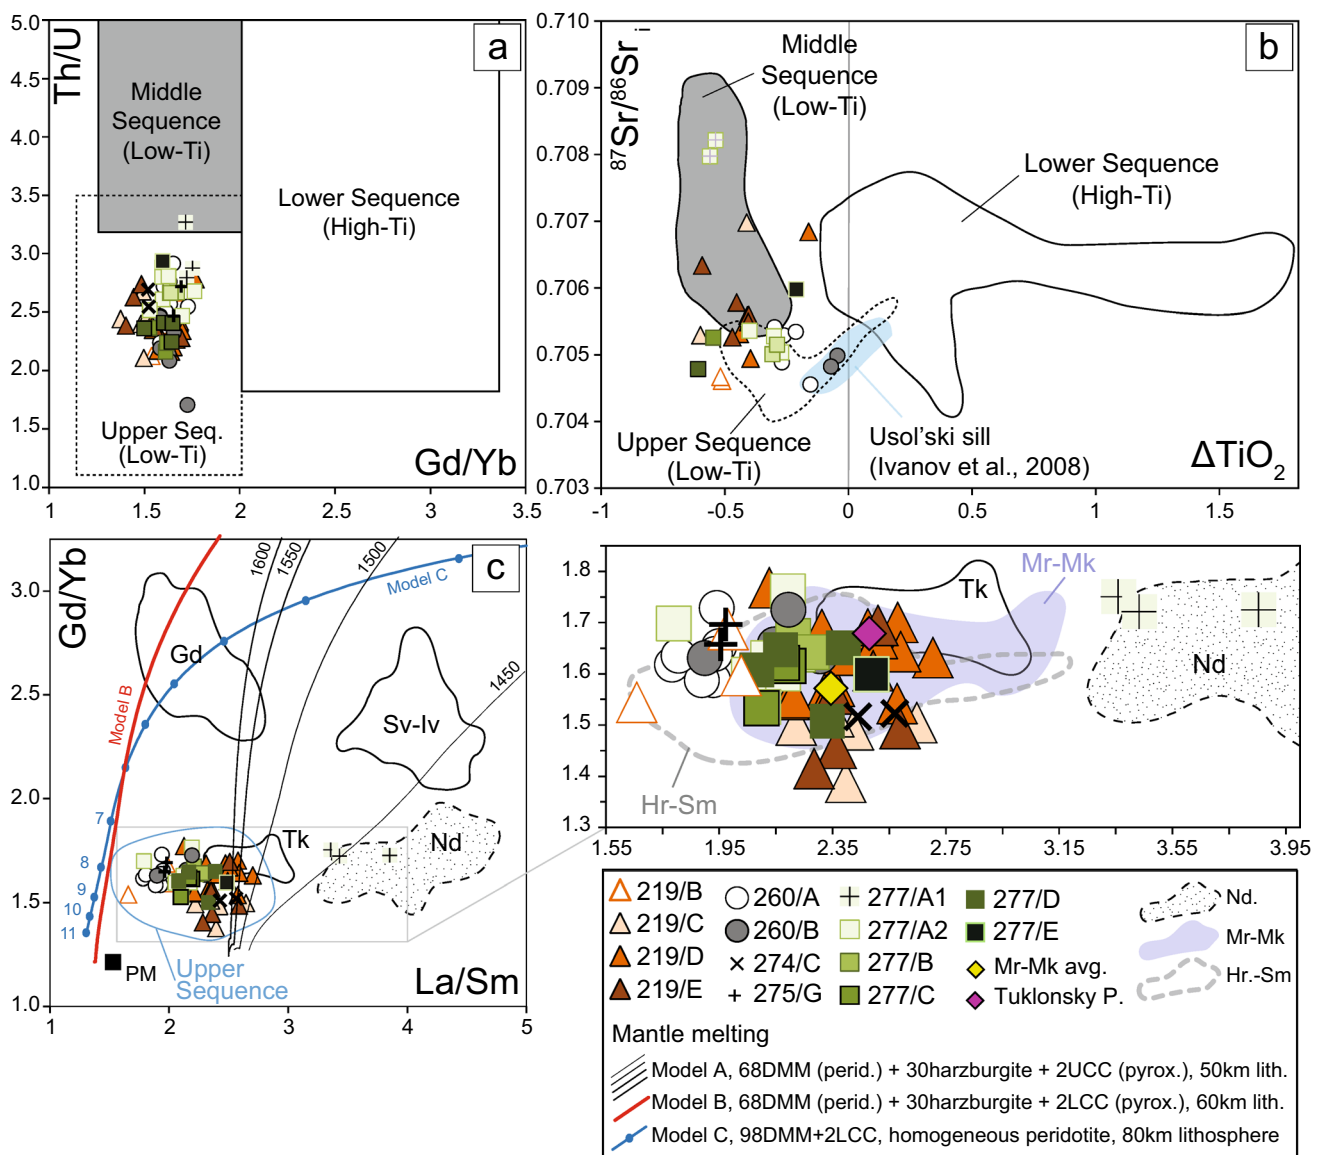 5.0
4.5
4.0
3.5
3.0
2.5
2.0
1.5
1.0
Th/U
a
Middle
Sequence
(Low-Ti)
Lower Sequence
(High-Ti)
Upper Seq.
(Low-Ti)
Gd/Yb
1
1.5
2
2.5
3
3.5
0.710
0.709
0.708
0.707
0.706
0.705
0.704
0.703
87Sr/86Sr i
b
Middle
Sequence
(Low-Ti)
Lower Sequence
(High-Ti)
Upper Sequence
(Low-Ti)
Usol'ski sill
(Ivanov et al., 2008)
ΔTiO2
-1
-0.5
0
0.5
1
1.5
3.0
2.5
2.0
1.5
1.0
Gd/Yb
c
1600
1550
1500
1450
Model C
Model B
Gd
Sv-Iv
Tk
Nd
7
8
9
10
11
PM
Upper
Sequence
La/Sm
1
2
3
4
5
1.8
1.7
1.6
1.5
1.4
1.3
Tk
Mr-Mk
Nd
Hr-Sm
1.55
1.95
2.35
2.75
3.15
3.55
3.95
219/B
219/C
219/D
219/E
260/A
260/B
274/C
275/G
277/A1
277/A2
277/B
277/C
277/D
277/E
Mr-Mk avg.
Tuklonsky P.
Nd.
Mr-Mk
Hr.-Sm
Mantle melting
Model A, 68DMM (perid.) + 30harzburgite + 2UCC (pyrox.), 50km lith.
Model B, 68DMM (perid.) + 30harzburgite + 2LCC (pyrox.), 60km lith.
Model C, 98DMM+2LCC, homogeneous peridotite, 80km lithosphere